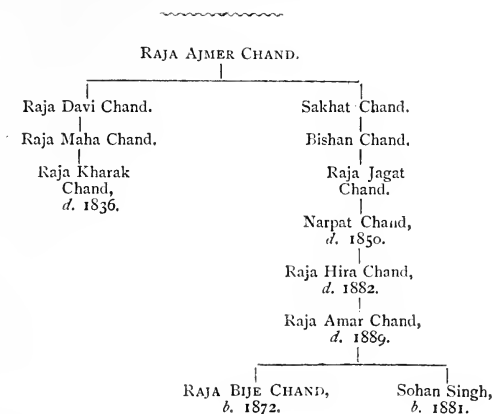 RAJA AJMER CHAND.
Raja Davi Chand.
Sakhat Chand.
Raja Maha Chand.
Bishan Chand.
Raja Kharak
Chand,
d. 1836.
Raja Jagat
Chand.
Narpat Chand,
d. 1850.
Raja Hira Chand,
d. 1882.
Raja Amar Chand,
d. 1889.
RAJA BIJE CHAND,
b. 1872.
Sohan Singh,
b. 1881.